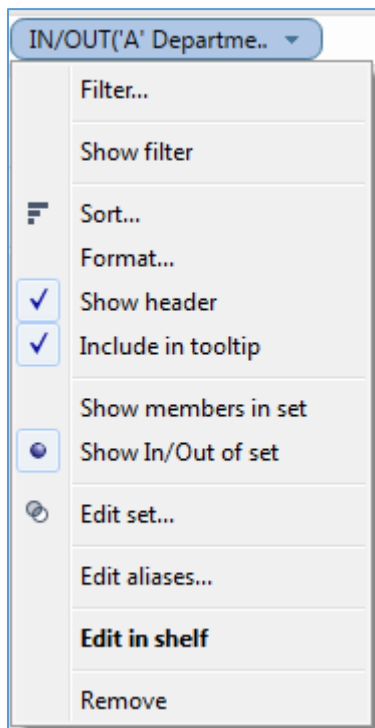 IN/OUT('A' Departme..
Filter...
Show filter
Sort...
Format...
Show header
Include in tooltip
Show members in set
Show In/Out of set
Edit set...
Edit aliases...
Edit in shelf
Remove